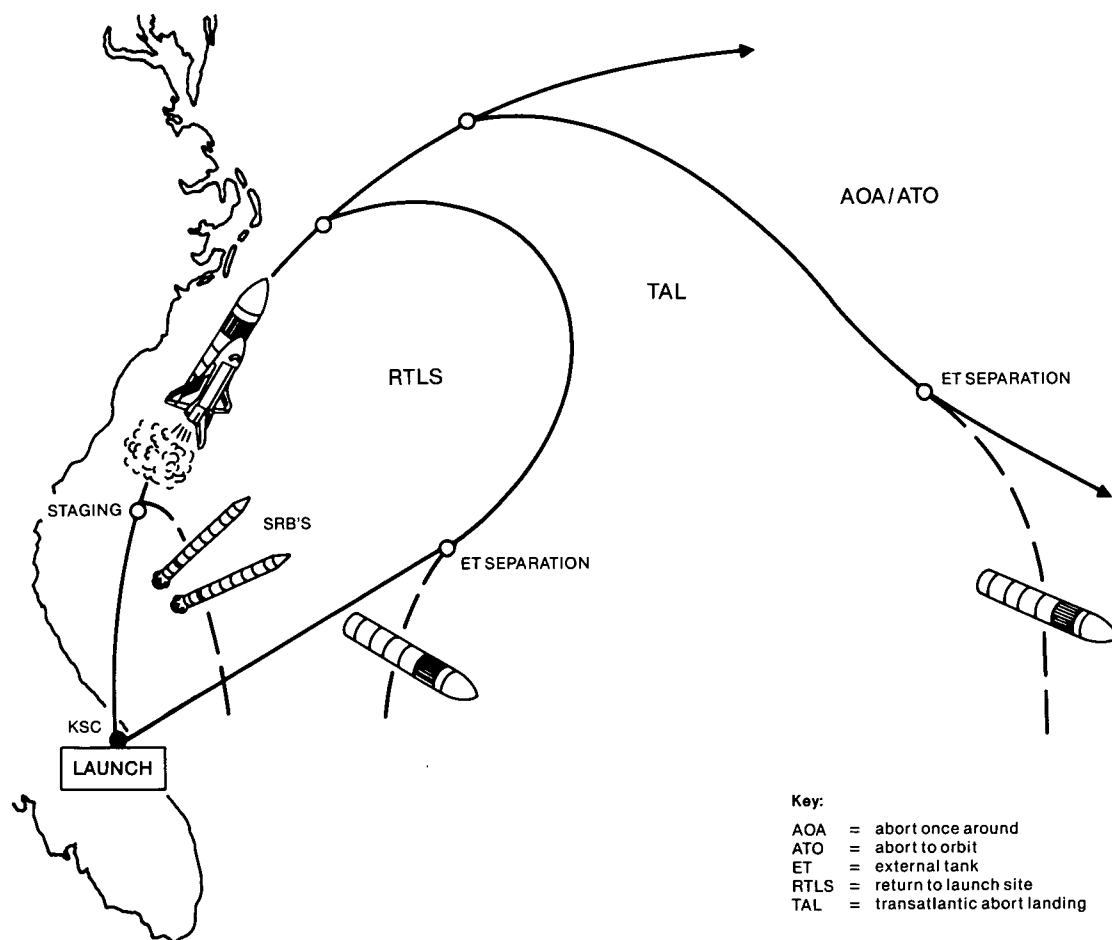 AOA/ATO
TAL
RTLS
ET SEPARATION
STAGING
SRB'S
ET SEPARATION
KSC
LAUNCH
Key:
AOA = abort once around
ATO = abort to orbit
ET = external tank
RTLS = return to launch site
TAL = transatlantic abort landing